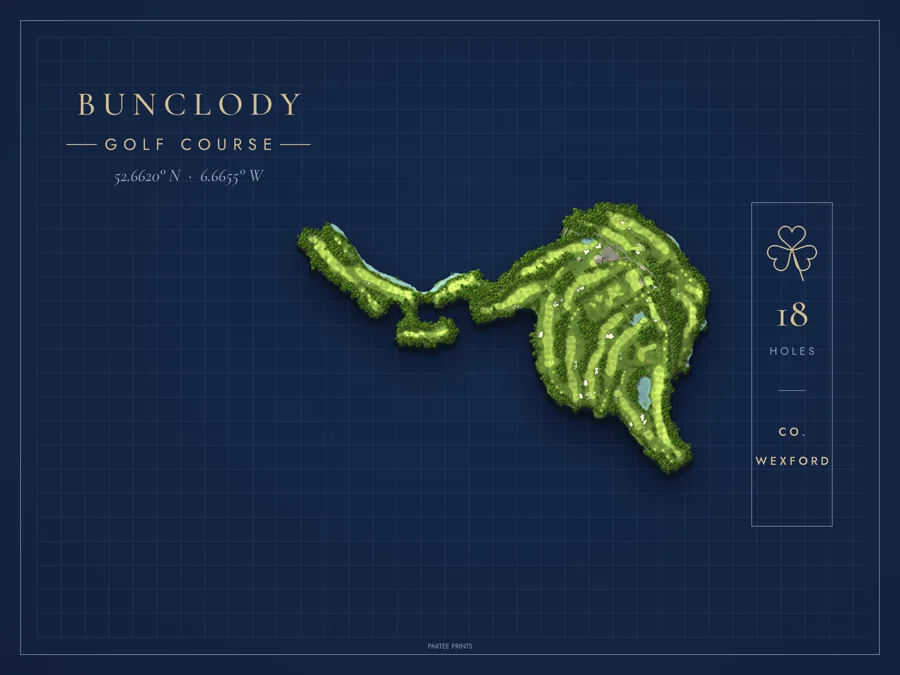 BUNCLODY
GOLF COURSE
52.6620° N · 6.6655° W
18
HOLES
CO.
WEXFORD
PARTEE PRINTS